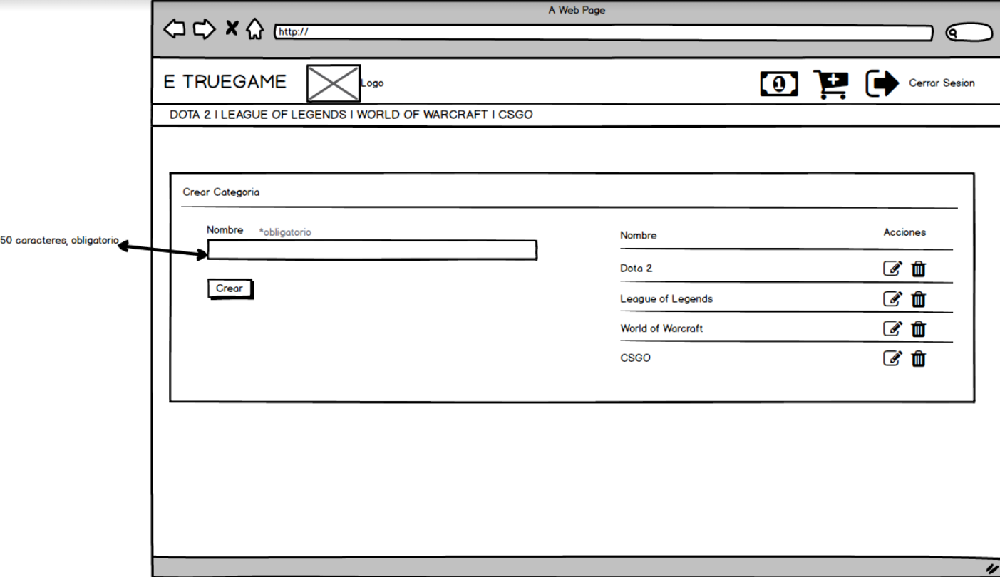 A Web Page
http://
E TRUEGAME
Logo
1
Cerrar Sesion
DOTA 2 I LEAGUE OF LEGENDS I WORLD OF WARCRAFT I CSGO
Crear Categoria
Nombre *obligatorio
50 caracteres, obligatorio
Crear
Nombre Acciones
Dota 2
League of Legends
World of Warcraft
CSGO